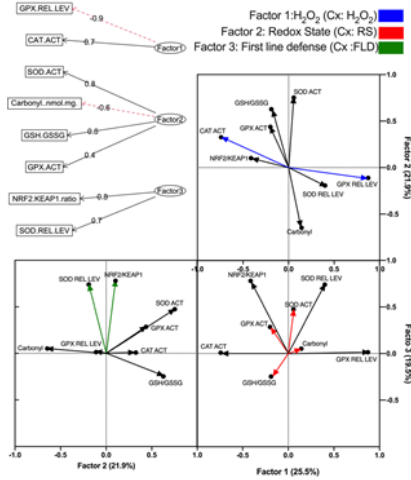 GPX.REL.LEV
-0.9
CAT.ACT
0.7
Factor1
SOD.ACT
0.8
Carbonyl..nmol.mg.
-0.6
Factor2
GSH.GSSG
0.6
GPX.ACT
0.4
NRF2.KEAP1.ratio
0.8
Factor3
SOD.REL.LEV
0.7
Factor 1:H₂O₂ (Cx: H₂O₂)
Factor 2: Redox State (Cx: RS)
Factor 3: First line defense (Cx :FLD)
1.0
SOD ACT
GSH/GSSG
0.5
GPX ACT
CAT ACT
NRF2/KEAP1
0.0
GPX REL LEV
SOD REL LEV
-0.5
Carbonyl
-1.0
Factor 2 (21.9%)
1.0
SOD REL LEV
NRF2/KEAP1
SOD ACT
GPX ACT
Carbonyl
GPX REL LEV
CAT ACT
GSH/GSSG
-1.0
-0.5
0.0
0.5
Factor 2 (21.9%)
NRF2/KEAP1
SOD REL LEV
SOD ACT
GPX ACT
Carbonyl
CAT ACT
GPX REL LEV
GSH/GSSG
0.5
0.0
-0.5
-1.0
-1.0
-0.5
0.0
0.5
1.0
Factor 1 (25.5%)
Facto 3 (19.5%)